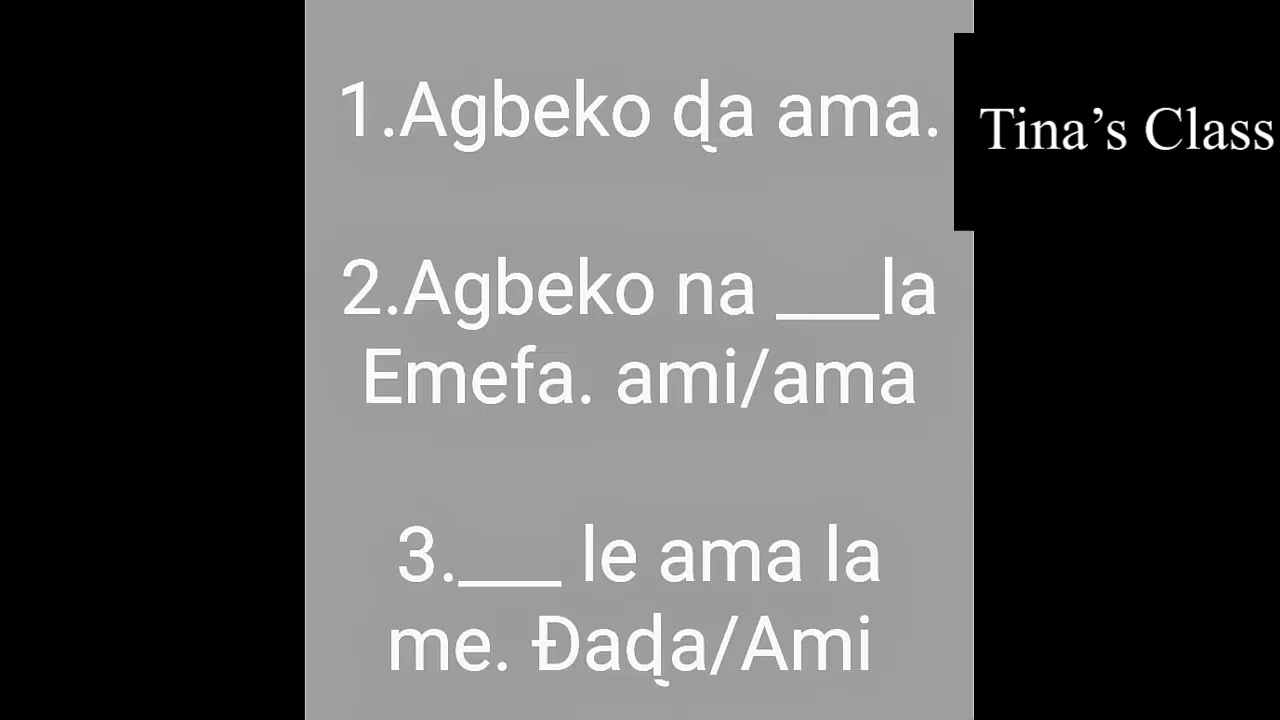 1.Agbeko ɖa ama.
Tina’s Class
2.Agbeko na ___la
Emefa. ami/ama
3.___ le ama la
me. Ɖaɖa/Ami